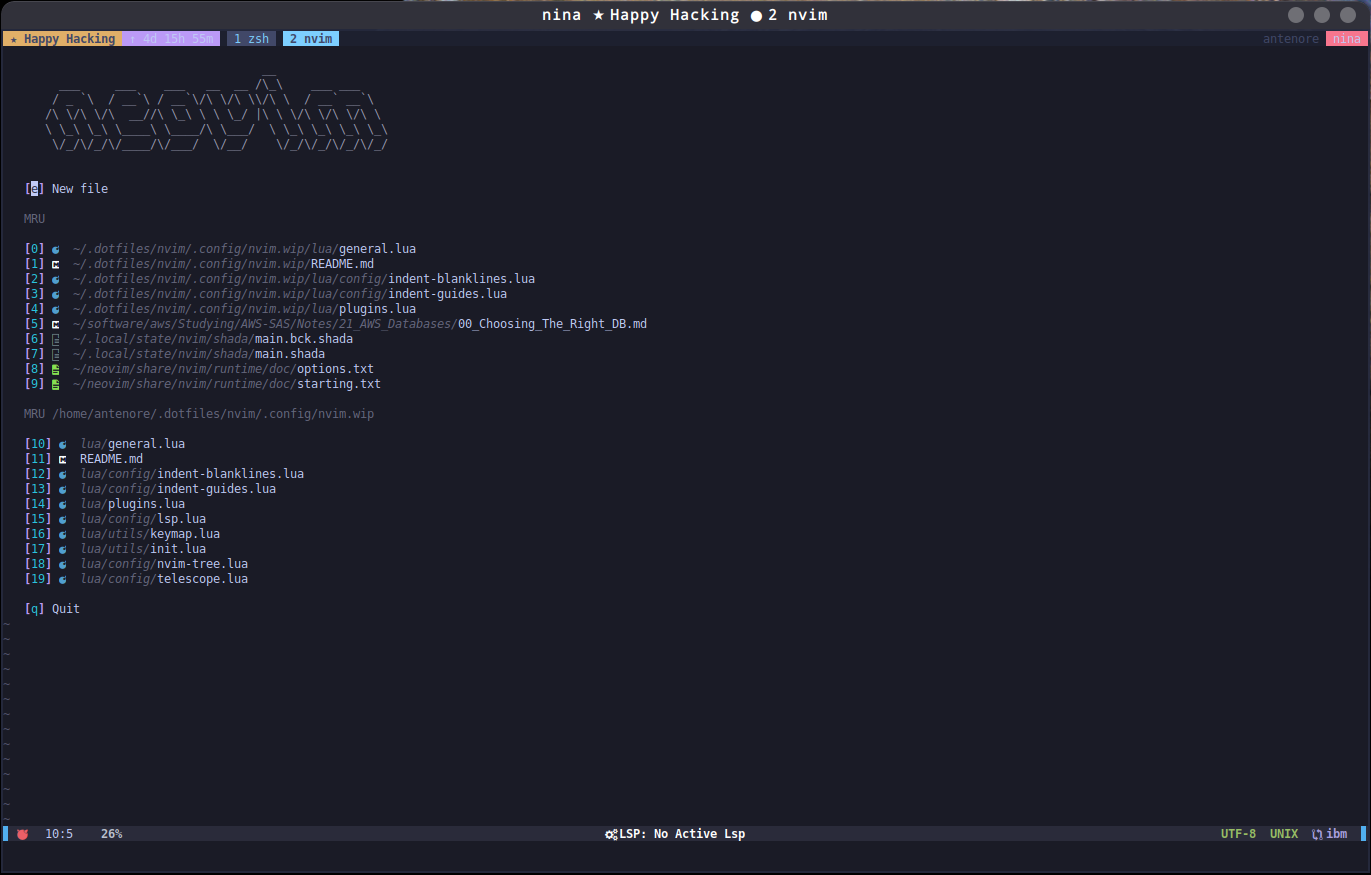 nina ★ Happy Hacking ● 2 nvim
★ Happy Hacking ↑ 4d 15h 55m 1 zsh 2 nvim antenore nina
[e] New file
MRU
[0] ~/.dotfiles/nvim/.config/nvim.wip/lua/general.lua
[1] ~/.dotfiles/nvim/.config/nvim.wip/README.md
[2] ~/.dotfiles/nvim/.config/nvim.wip/lua/config/indent-blanklines.lua
[3] ~/.dotfiles/nvim/.config/nvim.wip/lua/config/indent-guides.lua
[4] ~/.dotfiles/nvim/.config/nvim.wip/lua/plugins.lua
[5] ~/software/aws/Studying/AWS-SAS/Notes/21_AWS_Databases/00_Choosing_The_Right_DB.md
[6] ~/.local/state/nvim/shada/main.bck.shada
[7] ~/.local/state/nvim/shada/main.shada
[8] ~/neovim/share/nvim/runtime/doc/options.txt
[9] ~/neovim/share/nvim/runtime/doc/starting.txt
MRU /home/antenore/.dotfiles/nvim/.config/nvim.wip
[10] lua/general.lua
[11] README.md
[12] lua/config/indent-blanklines.lua
[13] lua/config/indent-guides.lua
[14] lua/plugins.lua
[15] lua/config/lsp.lua
[16] lua/utils/keymap.lua
[17] lua/utils/init.lua
[18] lua/config/nvim-tree.lua
[19] lua/config/telescope.lua
[q] Quit
10:5 26% LSP: No Active Lsp UTF-8 UNIX ibm